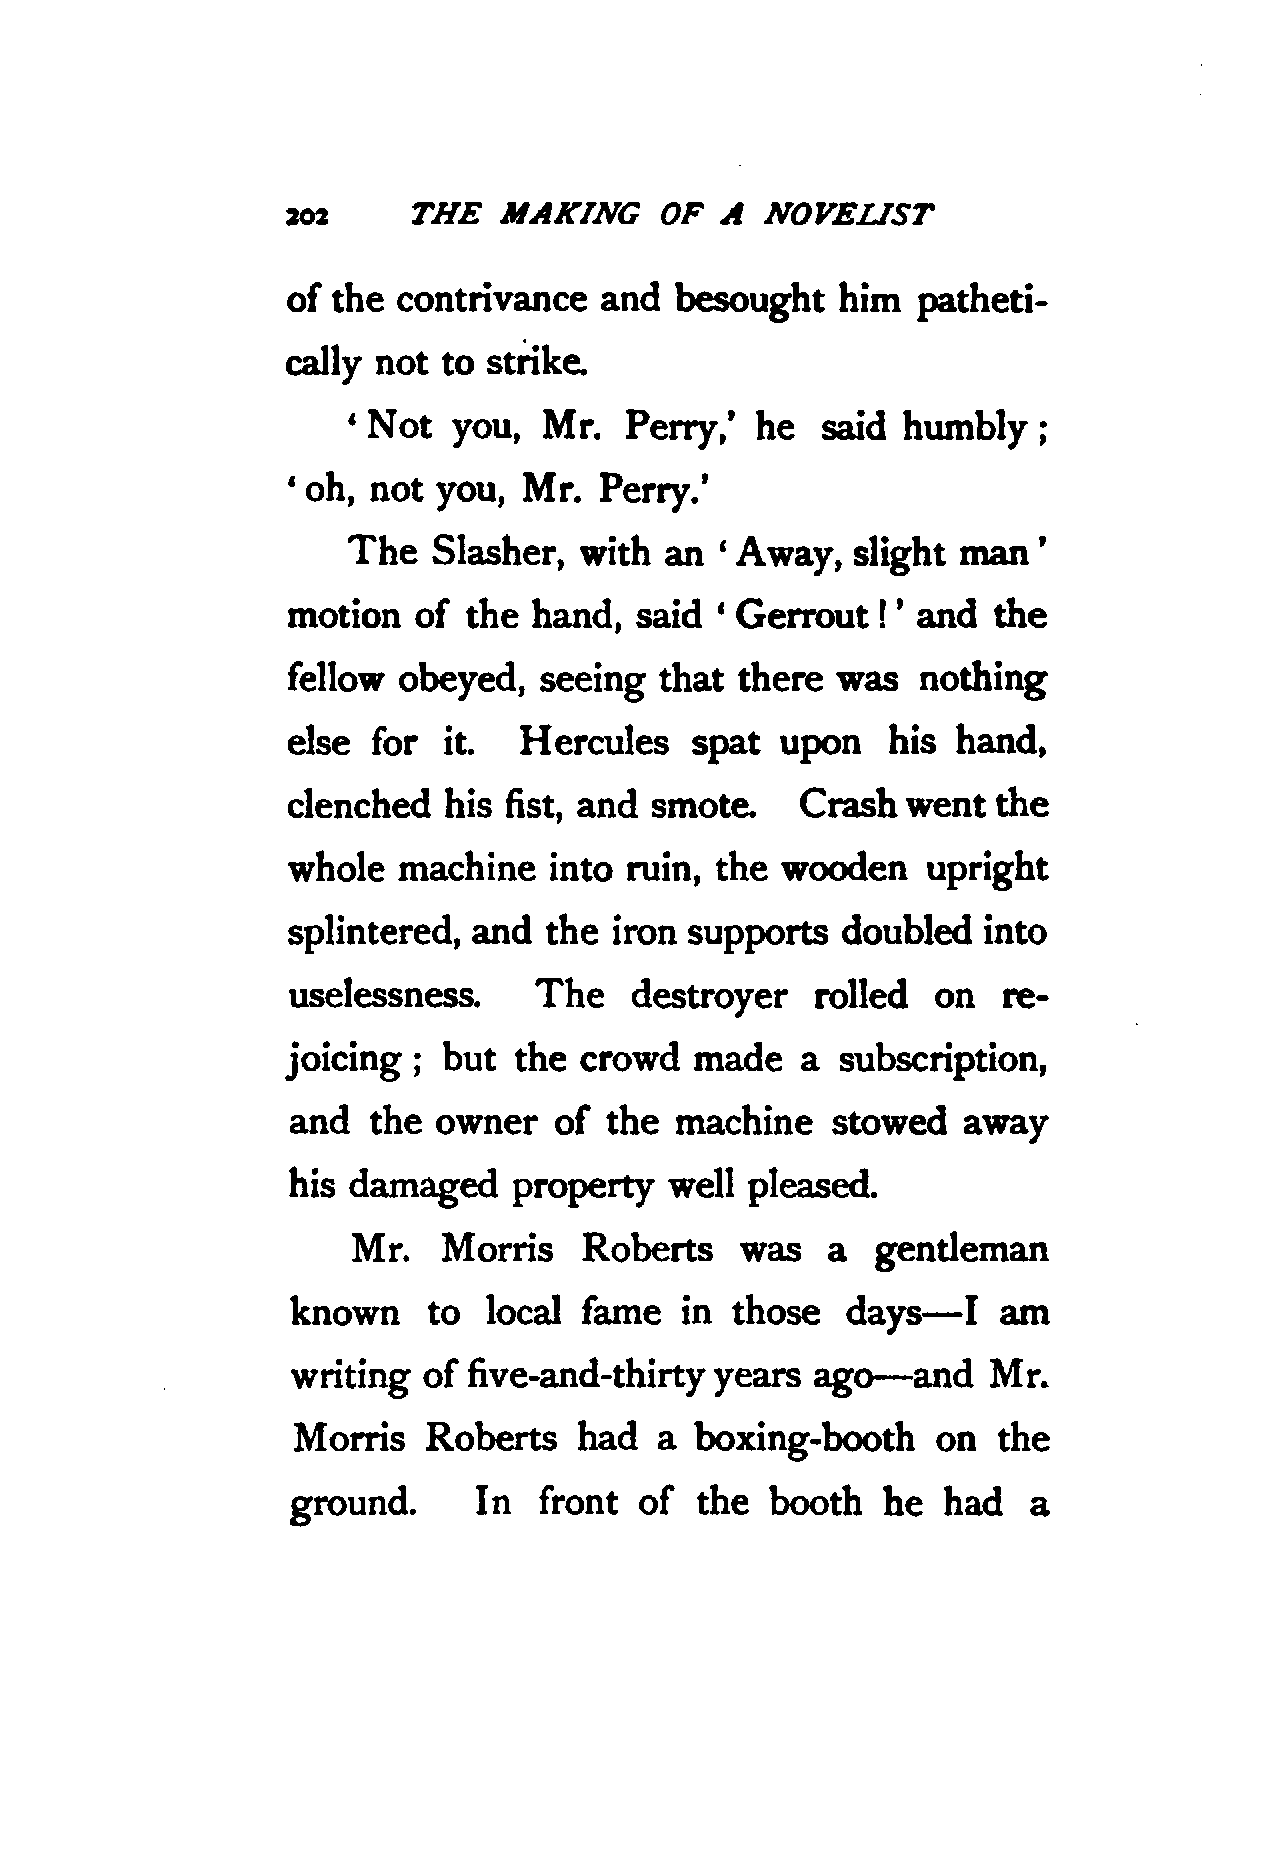 202 THE MAKING OF A NOVELIST
of the contrivance and besought him patheti-
cally not to strike.
‘Not you, Mr. Perry,’ he said humbly;
‘oh, not you, Mr. Perry.’
The Slasher, with an ‘Away, slight man’
motion of the hand, said ‘Gerrout!’ and the
fellow obeyed, seeing that there was nothing
else for it. Hercules spat upon his hand,
clenched his fist, and smote. Crash went the
whole machine into ruin, the wooden upright
splintered, and the iron supports doubled into
uselessness. The destroyer rolled on re-
joicing; but the crowd made a subscription,
and the owner of the machine stowed away
his damaged property well pleased.
Mr. Morris Roberts was a gentleman
known to local fame in those days—I am
writing of five-and-thirty years ago—and Mr.
Morris Roberts had a boxing-booth on the
ground. In front of the booth he had a